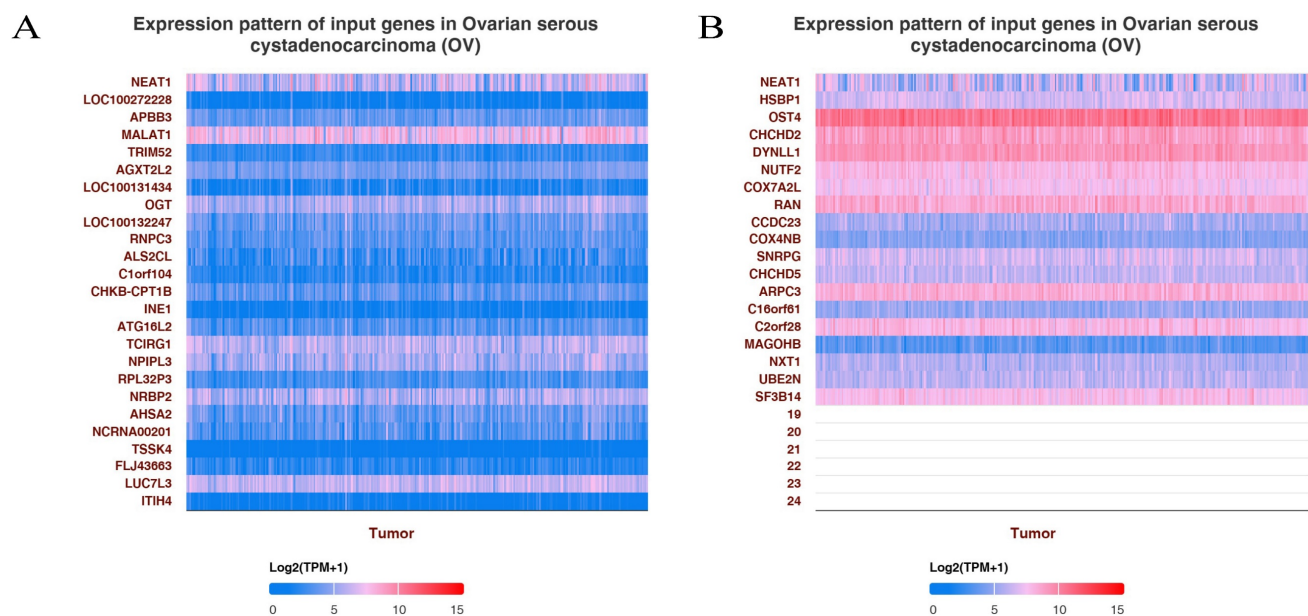 A
Expression pattern of input genes in Ovarian serous
cystadenocarcinoma (OV)
NEAT1
LOC100272228
APBB3
MALAT1
TRIM52
AGXT2L2
LOC100131434
OGT
LOC100132247
RNPC3
ALS2CL
C1orf104
CHKB-CPT1B
INE1
ATG16L2
TCIRG1
NPIPL3
RPL32P3
NRBP2
AHSA2
NCRNA00201
TSSK4
FLJ43663
LUC7L3
ITIH4
Tumor
Log2(TPM+1)
0 5 10 15
B
Expression pattern of input genes in Ovarian serous
cystadenocarcinoma (OV)
NEAT1
HSBP1
OST4
CHCHD2
DYNLL1
NUTF2
COX7A2L
RAN
CCDC23
COX4NB
SNRPG
CHCHD5
ARPC3
C16orf61
C2orf28
MAGOHB
NXT1
UBE2N
SF3B14
19
20
21
22
23
24
Tumor
Log2(TPM+1)
0 5 10 15